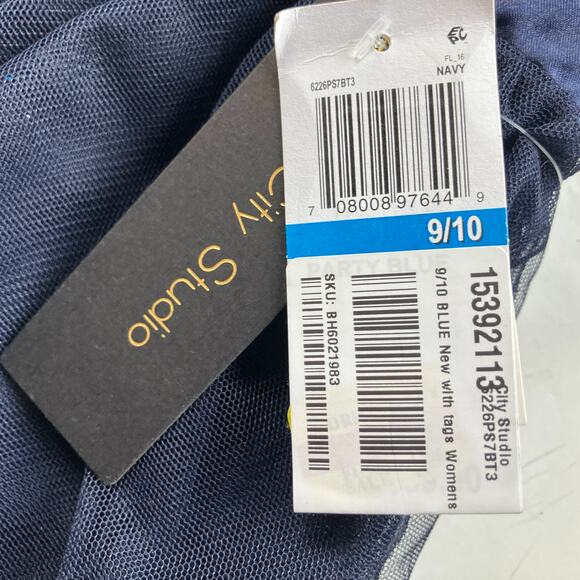 City Studio
FL_16
6226PS7BT3
NAVY
7 08008 97644 9
9/10
PARTY BLUE
15392113
City Studio
6226PS7BT3
9/10 BLUE New with tags Womens
SKU: BH6021983